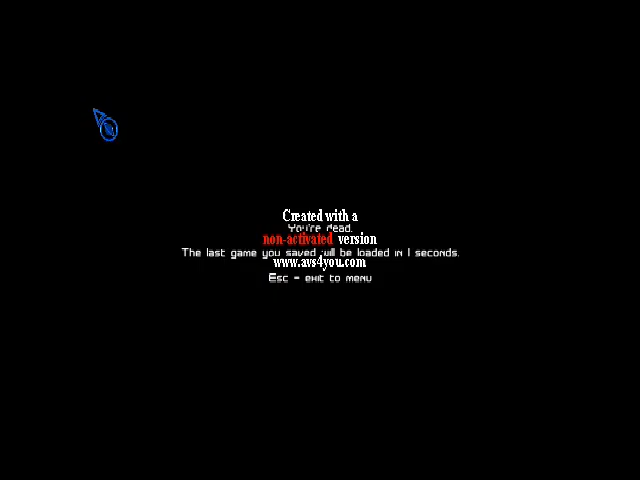 Created with a
You're dead.
non-activated version
The last game you saved will be loaded in 1 seconds.
www.avs4you.com
Esc - exit to menu